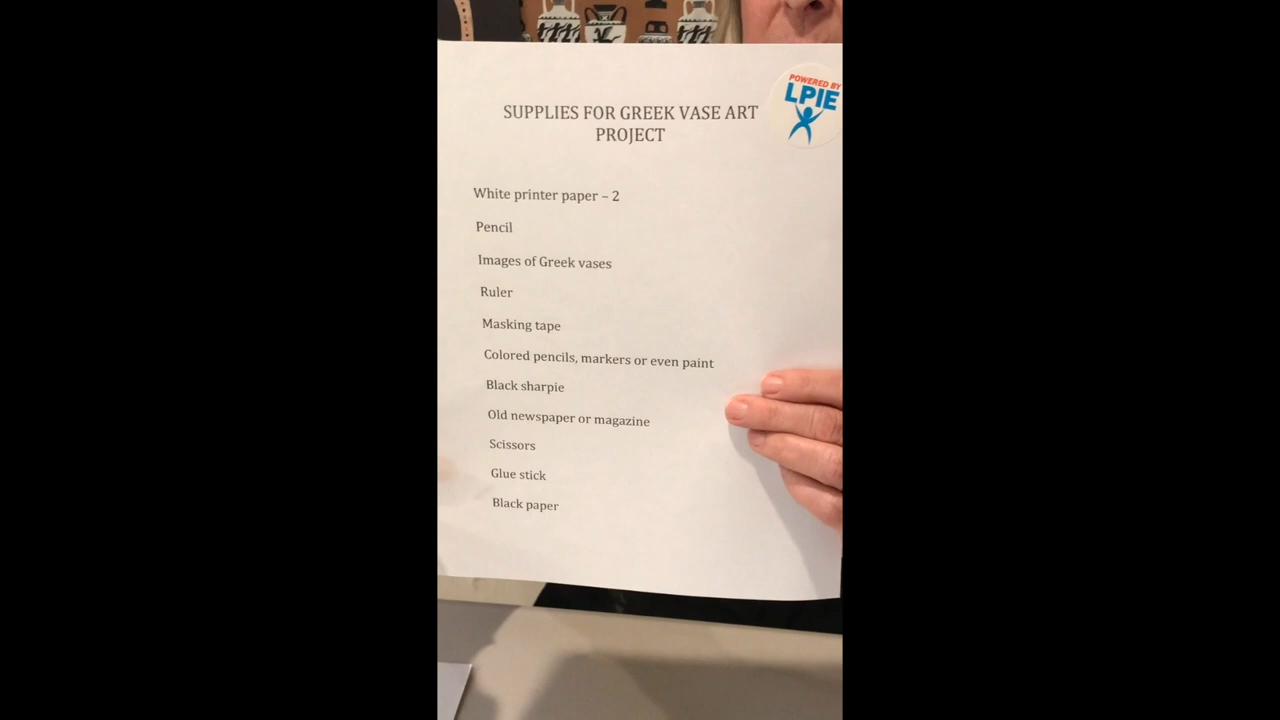 POWERED BY
LPIE
SUPPLIES FOR GREEK VASE ART
PROJECT
White printer paper – 2
Pencil
Images of Greek vases
Ruler
Masking tape
Colored pencils, markers or even paint
Black sharpie
Old newspaper or magazine
Scissors
Glue stick
Black paper